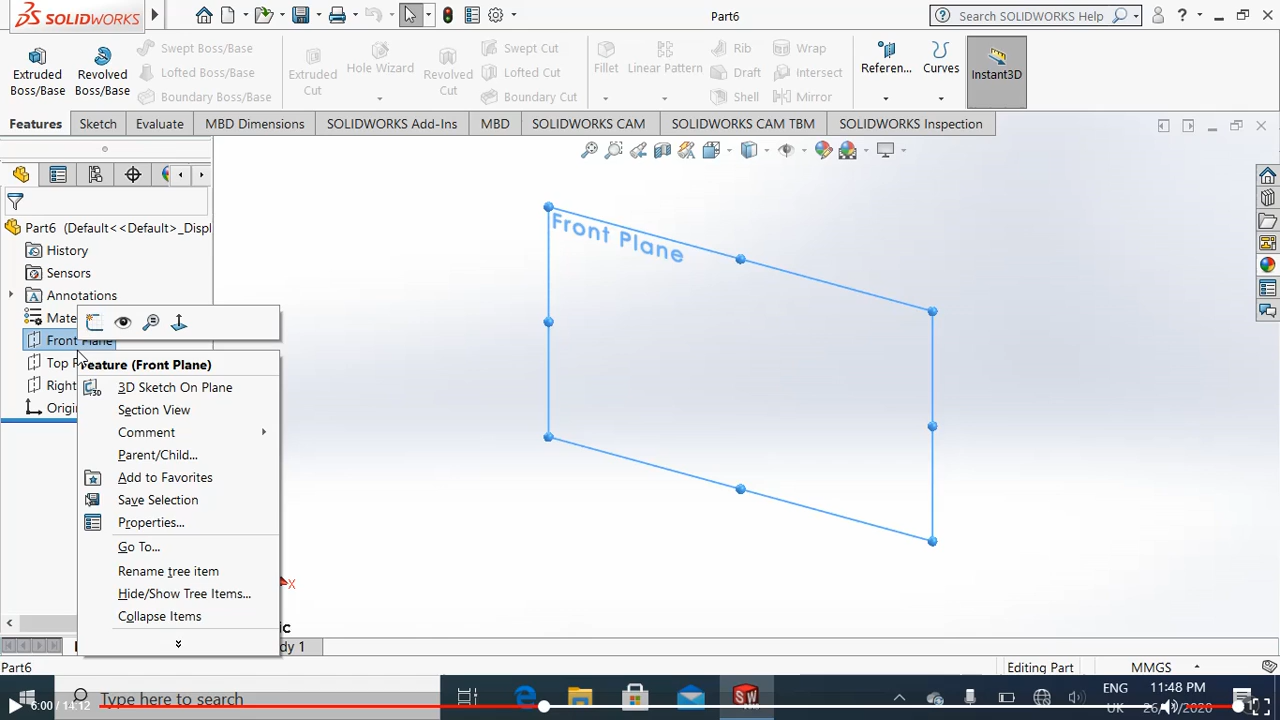 SOLIDWORKS
Part6
Search SOLIDWORKS Help
?
Extruded Boss/Base
Revolved Boss/Base
Swept Boss/Base
Lofted Boss/Base
Boundary Boss/Base
Extruded Cut
Hole Wizard
Revolved Cut
Swept Cut
Lofted Cut
Boundary Cut
Fillet
Linear Pattern
Rib
Draft
Shell
Wrap
Intersect
Mirror
Referen...
Curves
Instant3D
Features
Sketch
Evaluate
MBD Dimensions
SOLIDWORKS Add-Ins
MBD
SOLIDWORKS CAM
SOLIDWORKS CAM TBM
SOLIDWORKS Inspection
Part6 (Default<<Default>_Displ
History
Sensors
Annotations
Mate
Front Plane
Top P
Right
Origi
Feature (Front Plane)
3D Sketch On Plane
Section View
Comment
Parent/Child...
Add to Favorites
Save Selection
Properties...
Go To...
Rename tree item
Hide/Show Tree Items...
Collapse Items
Front Plane
X
ic
dy 1
Part6
Editing Part
MMGS
Type here to search
6:00 / 14:12
ENG
UK
11:48 PM